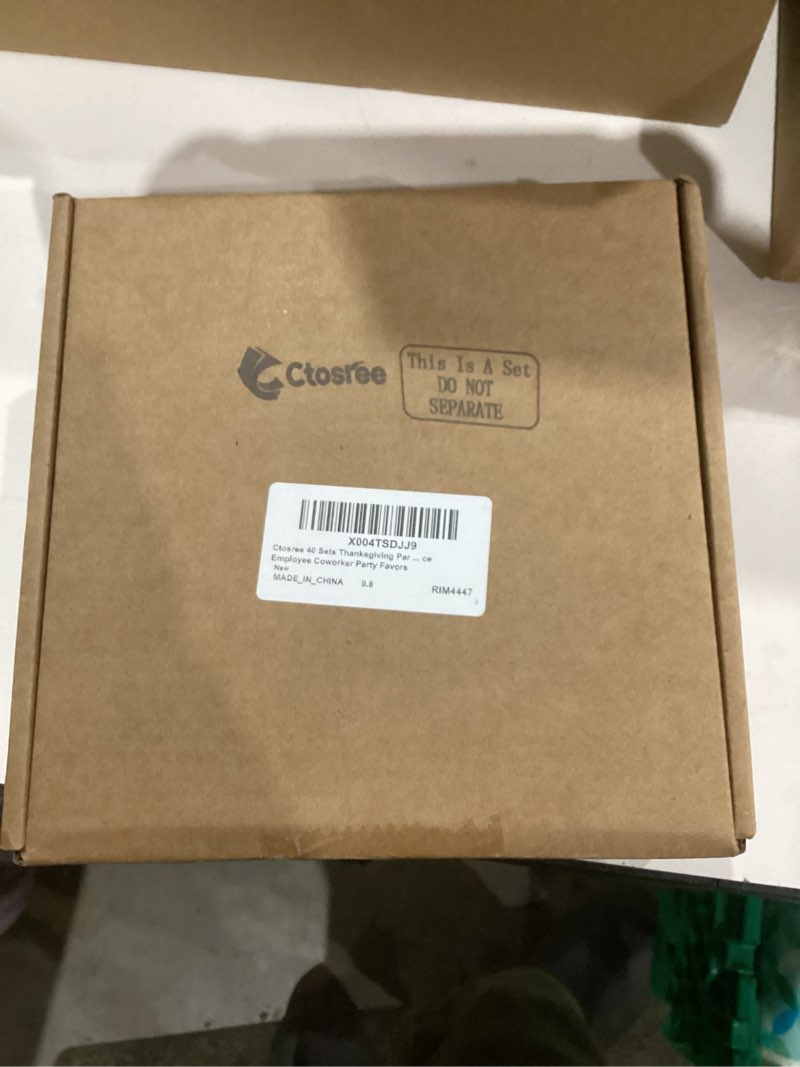 Ctosree
This Is A Set
DO NOT
SEPARATE
X004TSDJJ9
Ctosree 40 Sets Thanksgiving Par ... ce
Employee Coworker Party Favors
New
MADE_IN_CHINA 9.8
RIM4447